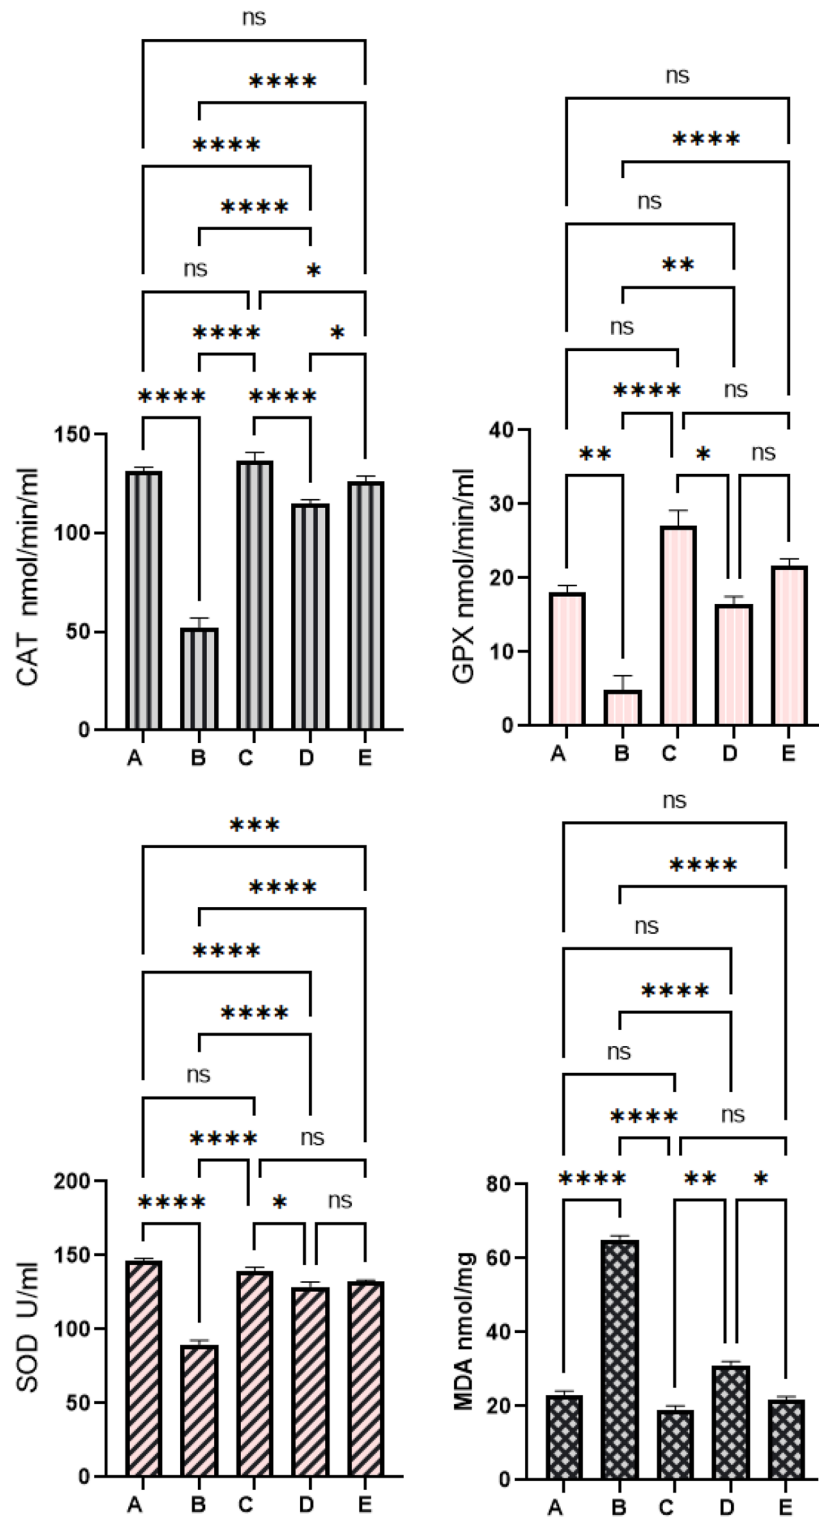 ns
****
****
****
ns *
**** *
**** ****
150
100
50
0
CAT nmol/min/ml
A B C D E
ns
****
ns
**
ns
**** ns
** * ns
40
30
20
10
0
GPX nmol/min/ml
A B C D E
***
****
****
****
ns
**** ns
**** * ns
200
150
100
50
0
SOD U/ml
A B C D E
ns
****
ns
****
ns
**** ns
**** ** *
80
60
40
20
0
MDA nmol/mg
A B C D E